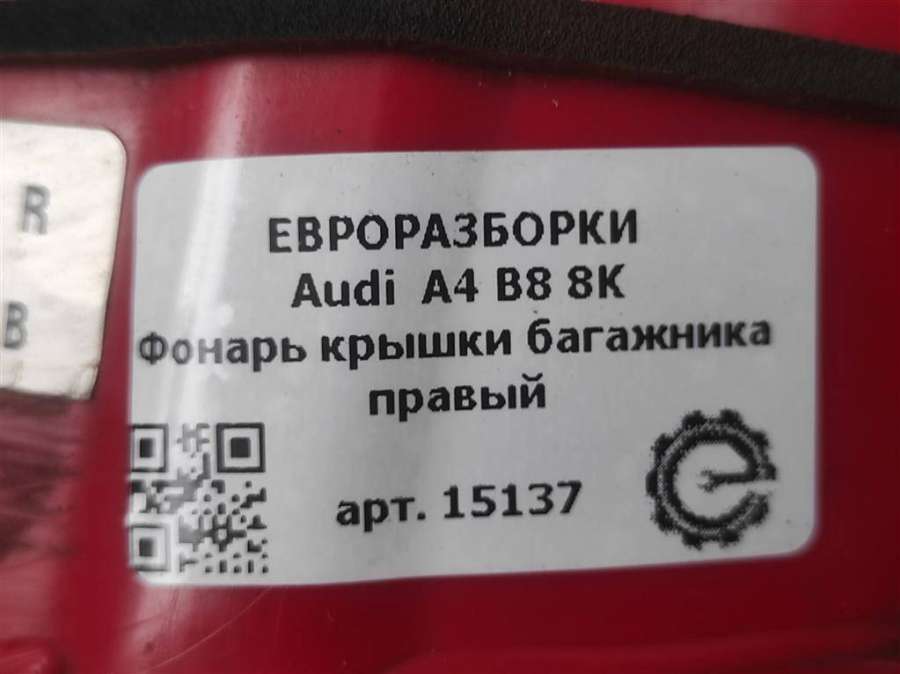 R
B
ЕВРОРАЗБОРКИ
Audi A4 B8 8K
Фонарь крышки багажника
правый
арт. 15137